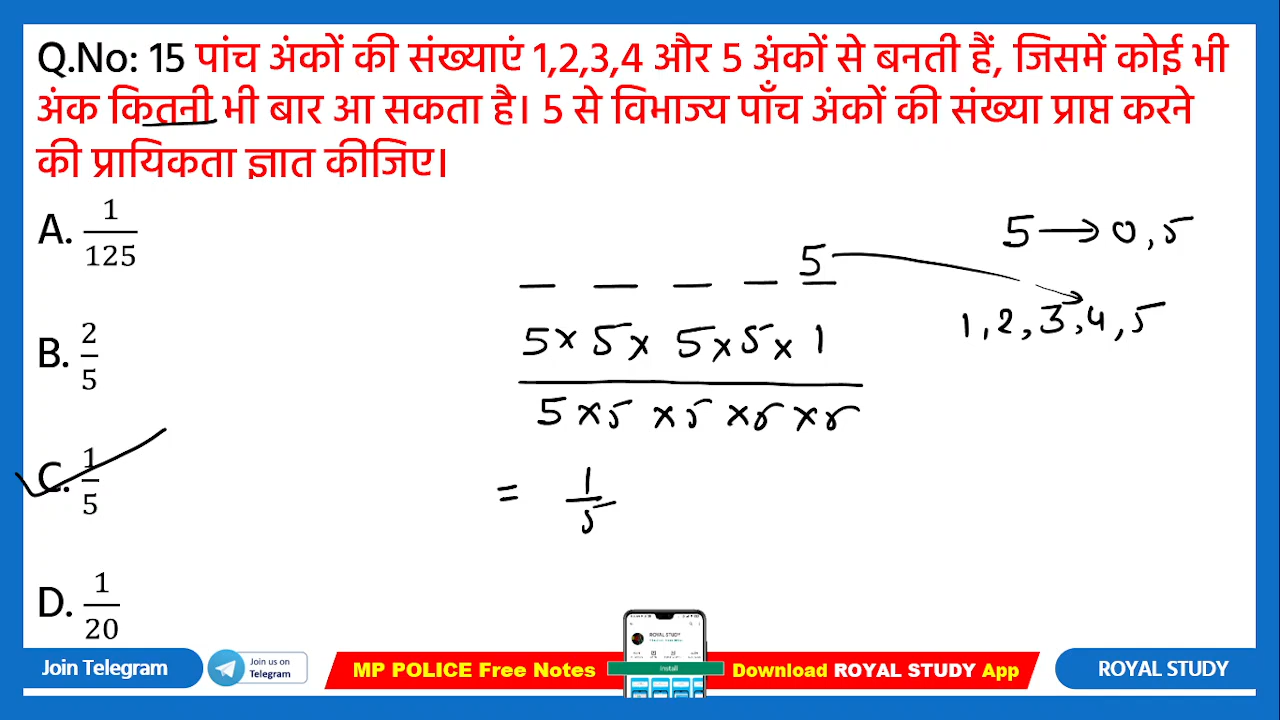 Q.No: 15 पांच अंकों की संख्याएं 1,2,3,4 और 5 अंकों से बनती हैं, जिसमें कोई भी
अंक कितनी भी बार आ सकता है। 5 से विभाज्य पाँच अंकों की संख्या प्राप्त करने
की प्रायिकता ज्ञात कीजिए।
A. 1/125
B. 2/5
C. 1/5
D. 1/20
5 → 0, 5
5
1, 2, 3, 4, 5
5 × 5 × 5 × 5 × 1
5 × 5 × 5 × 5 × 5
= 1/5
Join Telegram
Join us on
Telegram
MP POLICE Free Notes
ROYAL STUDY
Install
Download ROYAL STUDY App
ROYAL STUDY